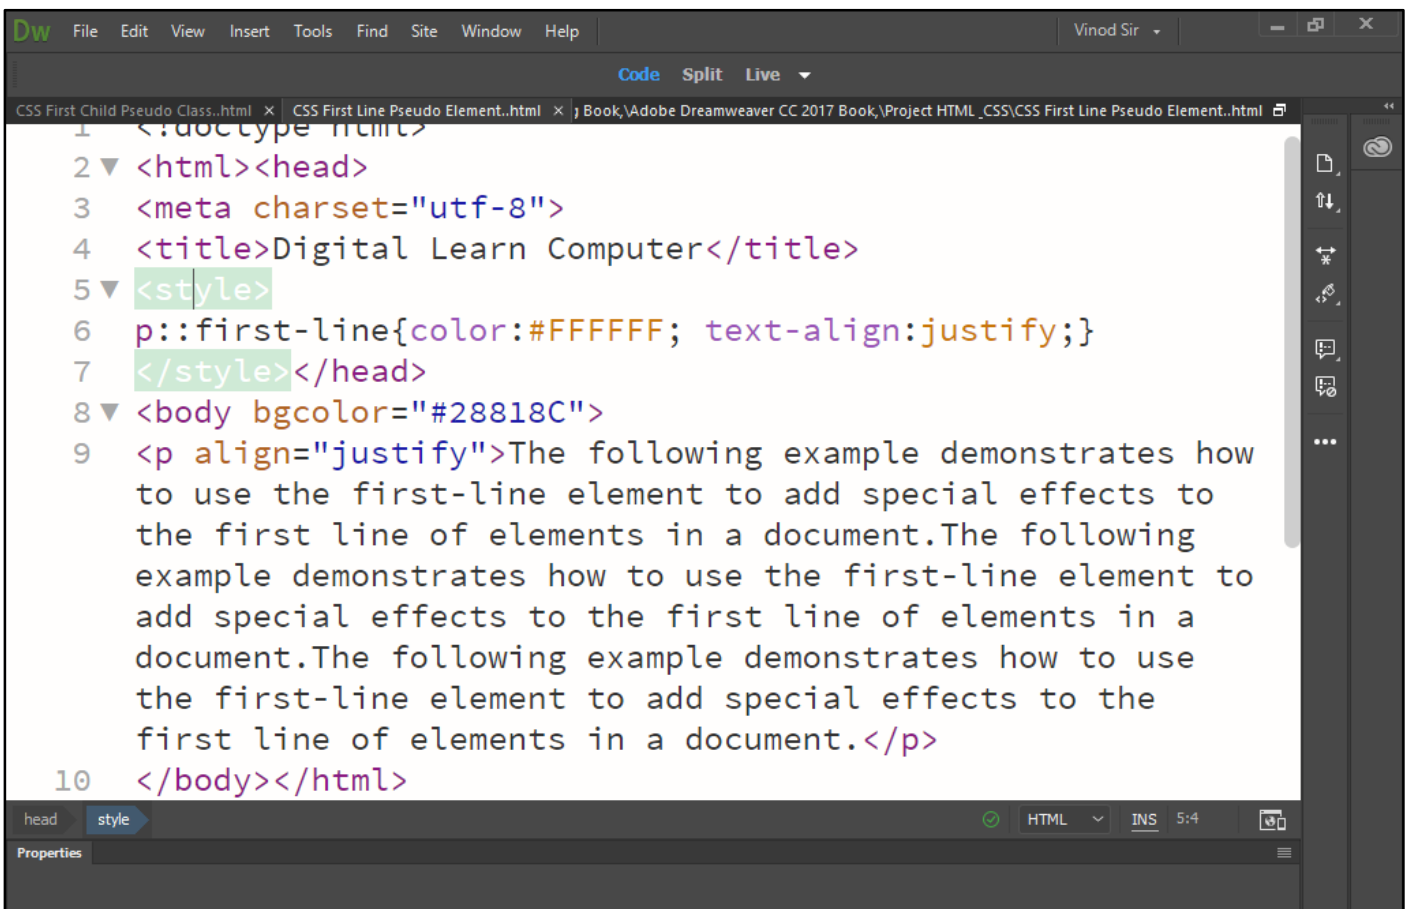 Dw File Edit View Insert Tools Find Site Window Help Vinod Sir
Code Split Live
CSS First Child Pseudo Class..html × CSS First Line Pseudo Element..html × Book,\Adobe Dreamweaver CC 2017 Book,\Project HTML_CSS\CSS First Line Pseudo Element..html
1 <!doctype html>
2 <html><head>
3 <meta charset="utf-8">
4 <title>Digital Learn Computer</title>
5 <style>
6 p::first-line{color:#FFFFFF; text-align:justify;}
7 </style></head>
8 <body bgcolor="#28818C">
9 <p align="justify">The following example demonstrates how
to use the first-line element to add special effects to
the first line of elements in a document.The following
example demonstrates how to use the first-line element to
add special effects to the first line of elements in a
document.The following example demonstrates how to use
the first-line element to add special effects to the
first line of elements in a document.</p>
10 </body></html>
head style HTML INS 5:4
Properties